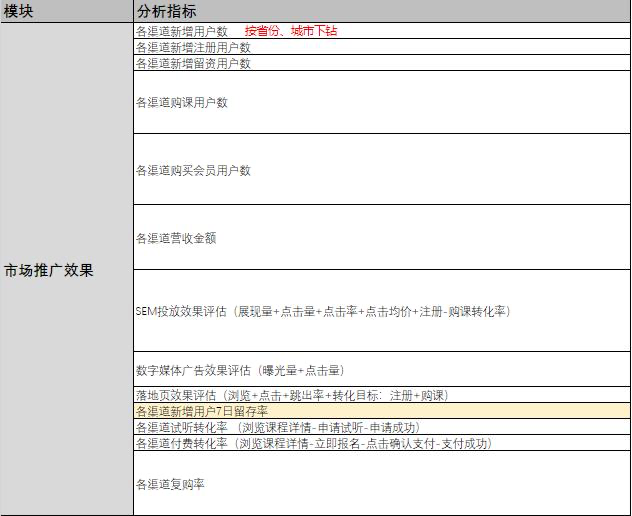 模块 分析指标
各渠道新增用户数 按省份、城市下钻
各渠道新增注册用户数
各渠道新增留资用户数
各渠道购课用户数
各渠道购买会员用户数
各渠道营收金额
市场推广效果
SEM投放效果评估（展现量+点击量+点击率+点击均价+注册-购课转化率）
数字媒体广告效果评估（曝光量+点击量）
落地页效果评估（浏览+点击+跳出率+转化目标：注册+购课）
各渠道新增用户7日留存率
各渠道试听转化率 （浏览课程详情-申请试听-申请成功）
各渠道付费转化率（浏览课程详情-立即报名-点击确认支付-支付成功）
各渠道复购率